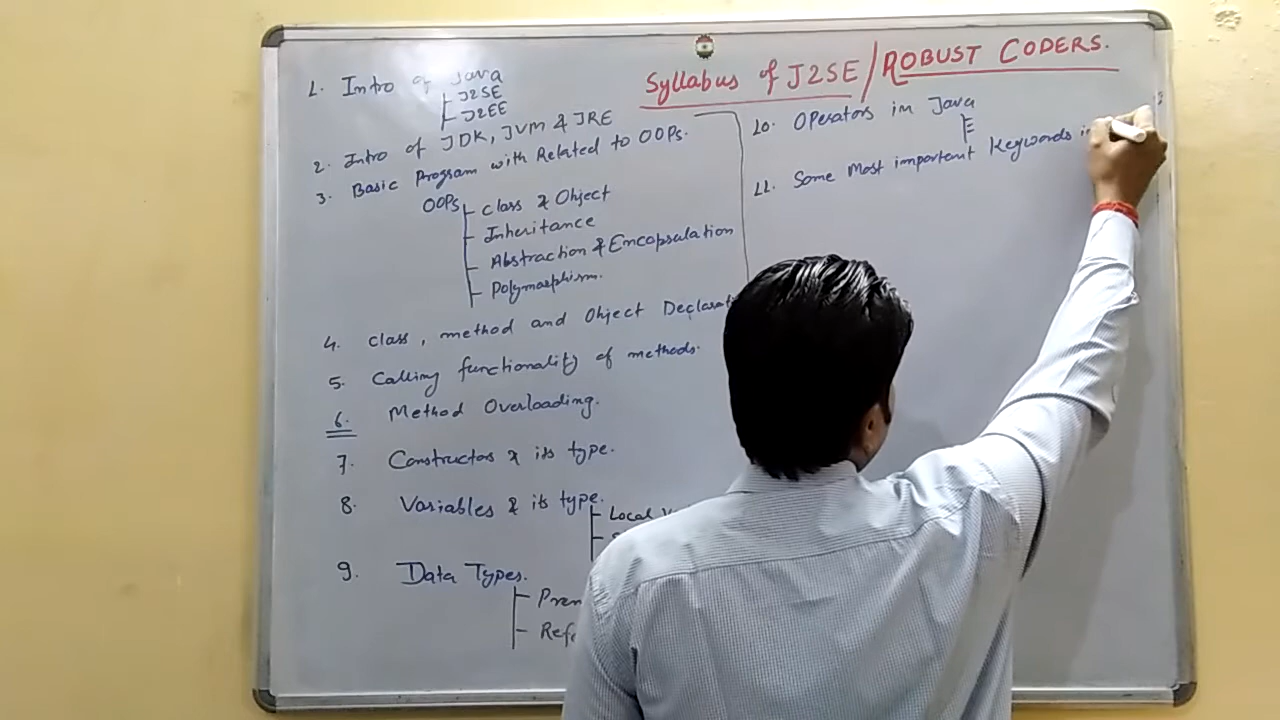 Syllabus of J2SE/ROBUST CODERS.
1. Intro of Java
J2SE
J2EE
2. Intro of JDK, JVM & JRE
3. Basic Program with Related to OOPs.
OOPs
Class & Object
Inheritance
Abstraction & Encapsulation
Polymorphism.
4. Class, method and Object
5. Calling functionality of methods.
6. Method Overloading.
7. Constructor & its type.
8. Variables & its type.
Local
9. Data Types.
10. Operators in Java
11. Some Most important Keywords